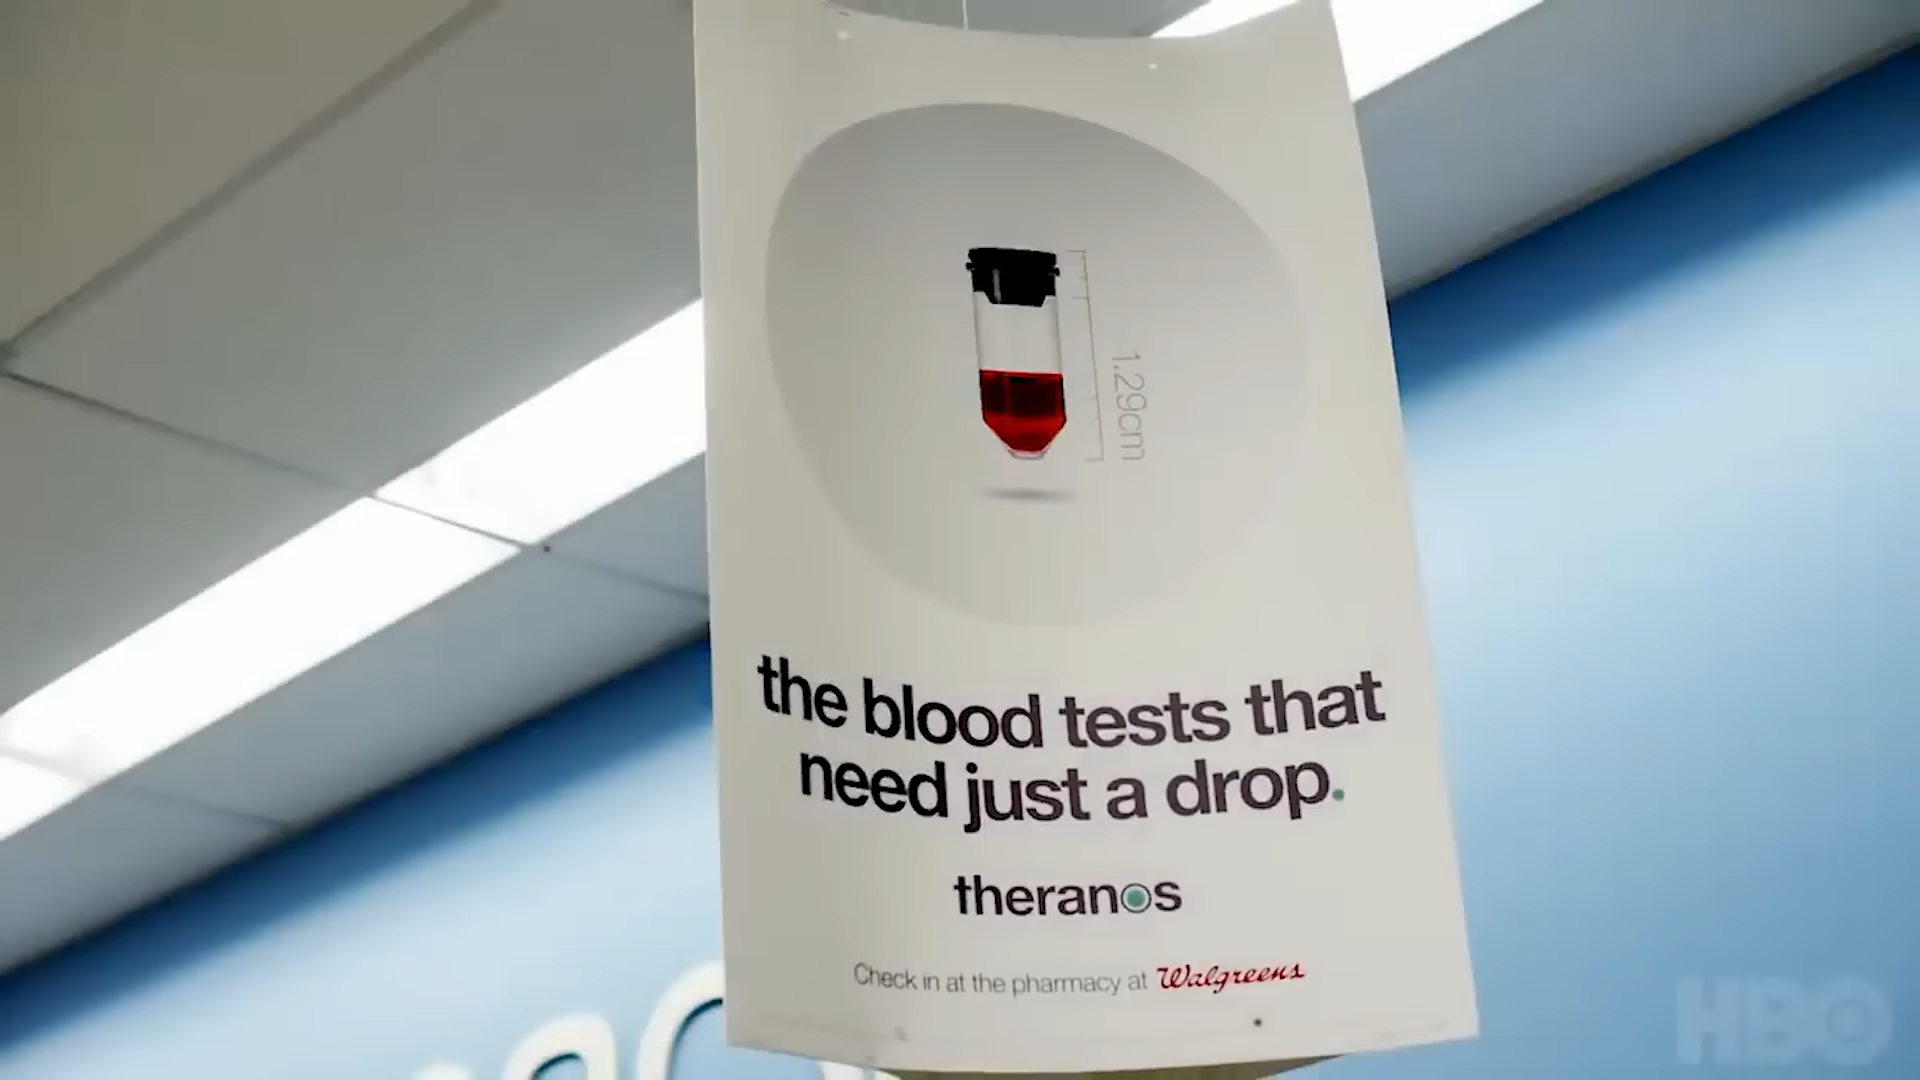 1.29cm
the blood tests that
need just a drop.
theranos
Check in at the pharmacy at Walgreens
HBO